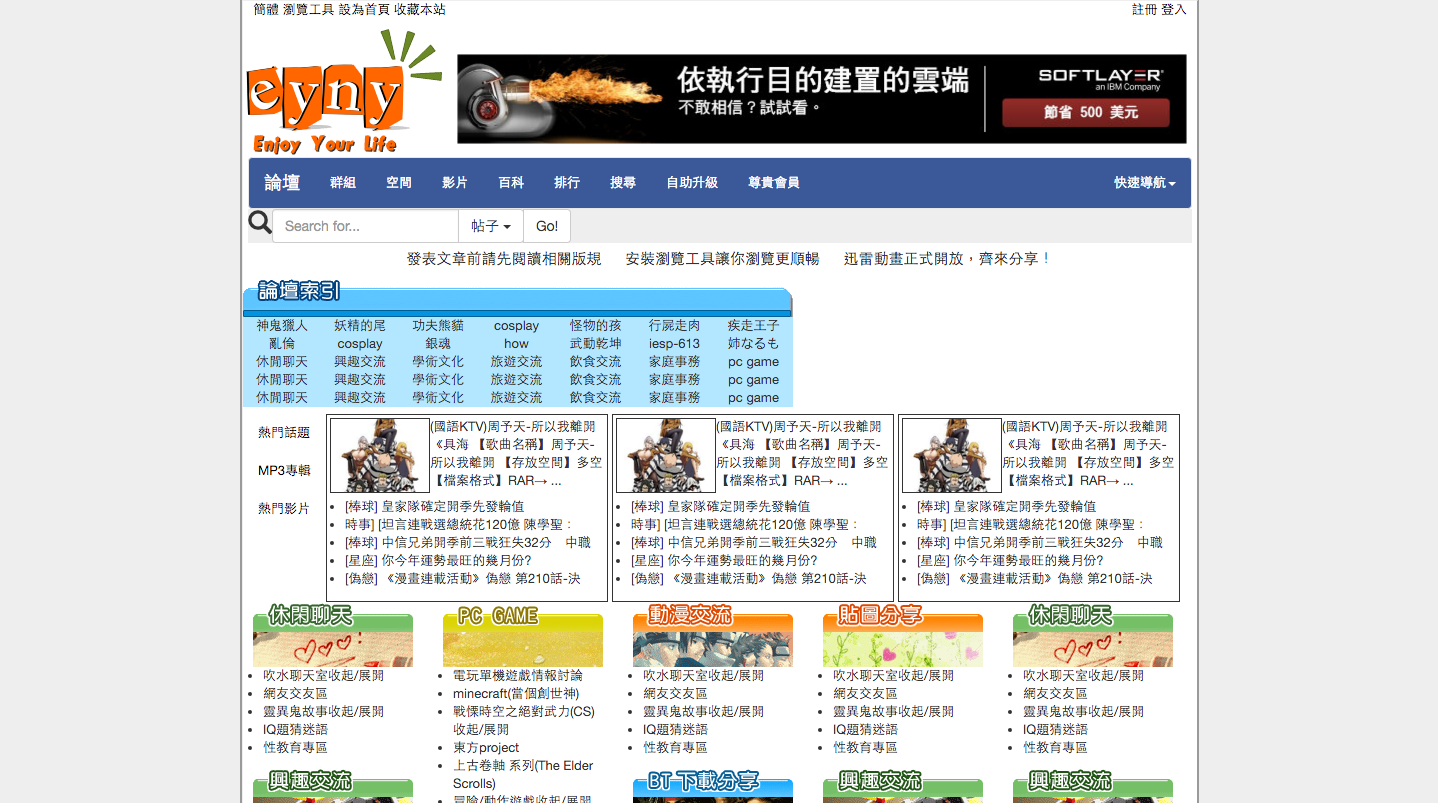 簡體 瀏覽工具 設為首頁 收藏本站
註冊 登入
eyny
Enjoy Your Life
依執行目的建置的雲端
不敢相信？試試看。
SOFTLAYER®
an IBM Company
節省 500 美元
論壇 群組 空間 影片 百科 排行 搜尋 自助升級 尊貴會員 快速導航
Search for... 帖子 Go!
發表文章前請先閱讀相關版規 安裝瀏覽工具讓你瀏覽更順暢 迅雷動畫正式開放，齊來分享！
論壇索引
神鬼獵人 妖精的尾 功夫熊貓 cosplay 怪物的孩 行屍走肉 疾走王子
亂倫 cosplay 銀魂 how 武動乾坤 iesp-613 姉なるも
休閒聊天 興趣交流 學術文化 旅遊交流 飲食交流 家庭事務 pc game
休閒聊天 興趣交流 學術文化 旅遊交流 飲食交流 家庭事務 pc game
休閒聊天 興趣交流 學術文化 旅遊交流 飲食交流 家庭事務 pc game
熱門話題
MP3專輯
熱門影片
(國語KTV)周予天-所以我離開
《具海 【歌曲名稱】周予天-
所以我離開 【存放空間】多空
【檔案格式】RAR→ ...
[棒球] 皇家隊確定開季先發輪值
時事] [坦言連戰選總統花120億 陳學聖：
[棒球] 中信兄弟開季前三戰狂失32分　中職
[星座] 你今年運勢最旺的幾月份?
[偽戀] 《漫畫連載活動》偽戀 第210話-決
(國語KTV)周予天-所以我離開
《具海 【歌曲名稱】周予天-
所以我離開 【存放空間】多空
【檔案格式】RAR→ ...
[棒球] 皇家隊確定開季先發輪值
時事] [坦言連戰選總統花120億 陳學聖：
[棒球] 中信兄弟開季前三戰狂失32分　中職
[星座] 你今年運勢最旺的幾月份?
[偽戀] 《漫畫連載活動》偽戀 第210話-決
(國語KTV)周予天-所以我離開
《具海 【歌曲名稱】周予天-
所以我離開 【存放空間】多空
【檔案格式】RAR→ ...
[棒球] 皇家隊確定開季先發輪值
時事] [坦言連戰選總統花120億 陳學聖：
[棒球] 中信兄弟開季前三戰狂失32分　中職
[星座] 你今年運勢最旺的幾月份?
[偽戀] 《漫畫連載活動》偽戀 第210話-決
休閑聊天
吹水聊天室收起/展開
網友交友區
靈異鬼故事收起/展開
IQ題猜迷語
性教育專區
興趣交流
PC GAME
電玩單機遊戲情報討論
minecraft(當個創世神)
戰慄時空之絕對武力(CS)
收起/展開
東方project
上古卷軸 系列(The Elder
Scrolls)
冒險/動作遊戲收起/展開
動漫交流
吹水聊天室收起/展開
網友交友區
靈異鬼故事收起/展開
IQ題猜迷語
性教育專區
BT 下載分享
貼圖分享
吹水聊天室收起/展開
網友交友區
靈異鬼故事收起/展開
IQ題猜迷語
性教育專區
興趣交流
休閑聊天
吹水聊天室收起/展開
網友交友區
靈異鬼故事收起/展開
IQ題猜迷語
性教育專區
興趣交流